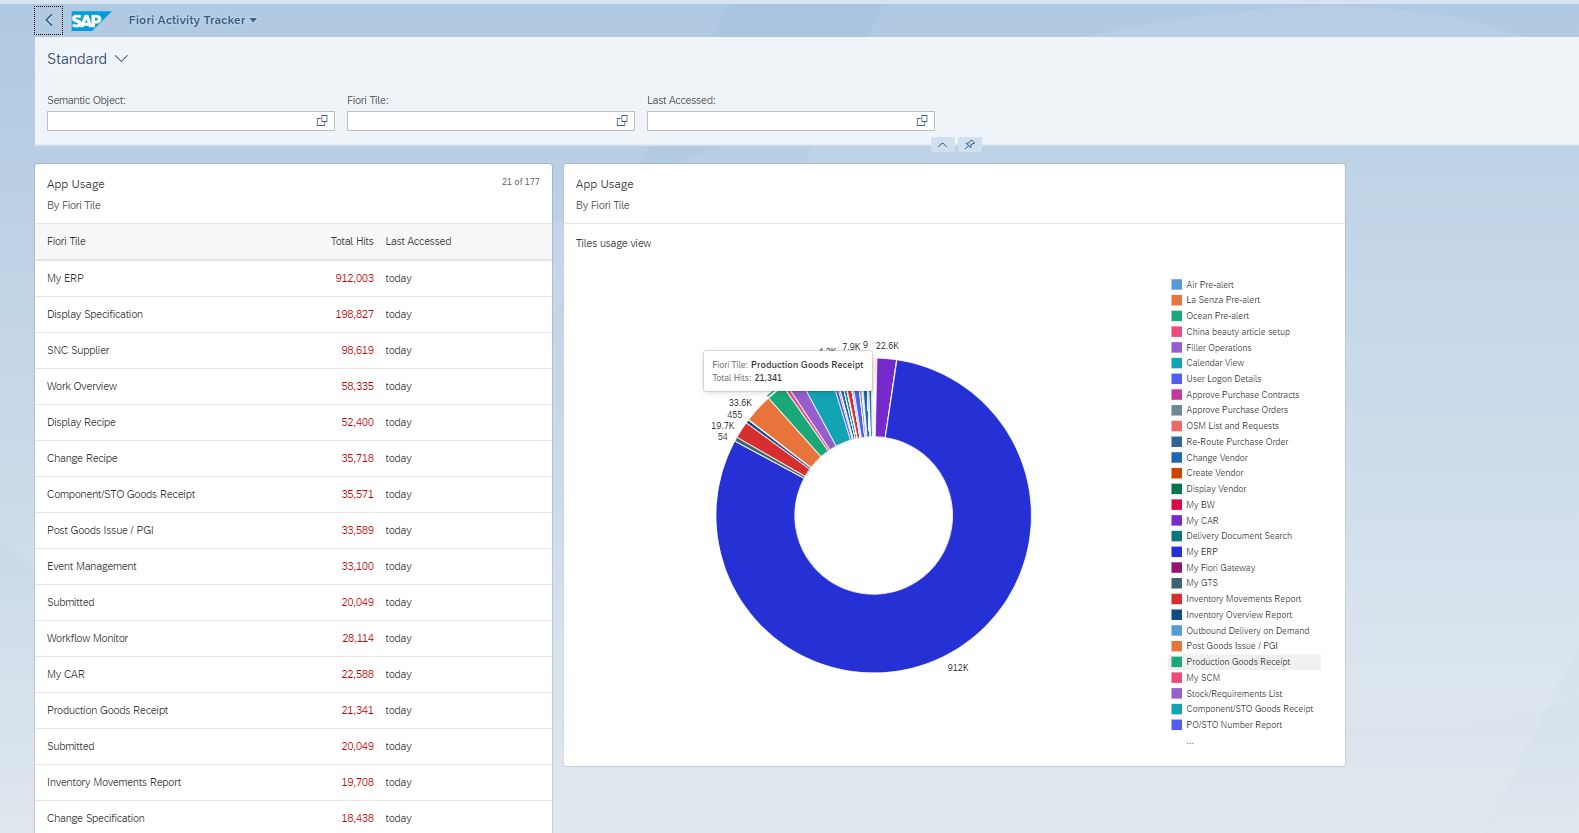 SAP Fiori Activity Tracker
Standard
Semantic Object: Fiori Tile: Last Accessed:
App Usage 21 of 177
By Fiori Tile
Fiori Tile Total Hits Last Accessed
My ERP 912,003 today
Display Specification 198,827 today
SNC Supplier 98,619 today
Work Overview 58,335 today
Display Recipe 52,400 today
Change Recipe 35,718 today
Component/STO Goods Receipt 35,571 today
Post Goods Issue / PGI 33,589 today
Event Management 33,100 today
Submitted 20,049 today
Workflow Monitor 28,114 today
My CAR 22,588 today
Production Goods Receipt 21,341 today
Submitted 20,049 today
Inventory Movements Report 19,708 today
Change Specification 18,438 today
App Usage
By Fiori Tile
Tiles usage view
7.9K 9 22.6K
Fiori Tile: Production Goods Receipt
Total Hits: 21,341
33.6K
455
19.7K
54
912K
Air Pre-alert
La Senza Pre-alert
Ocean Pre-alert
China beauty article setup
Filler Operations
Calendar View
User Logon Details
Approve Purchase Contracts
Approve Purchase Orders
OSM List and Requests
Re-Route Purchase Order
Change Vendor
Create Vendor
Display Vendor
My BW
My CAR
Delivery Document Search
My ERP
My Fiori Gateway
My GTS
Inventory Movements Report
Inventory Overview Report
Outbound Delivery on Demand
Post Goods Issue / PGI
Production Goods Receipt
My SCM
Stock/Requirements List
Component/STO Goods Receipt
PO/STO Number Report
...